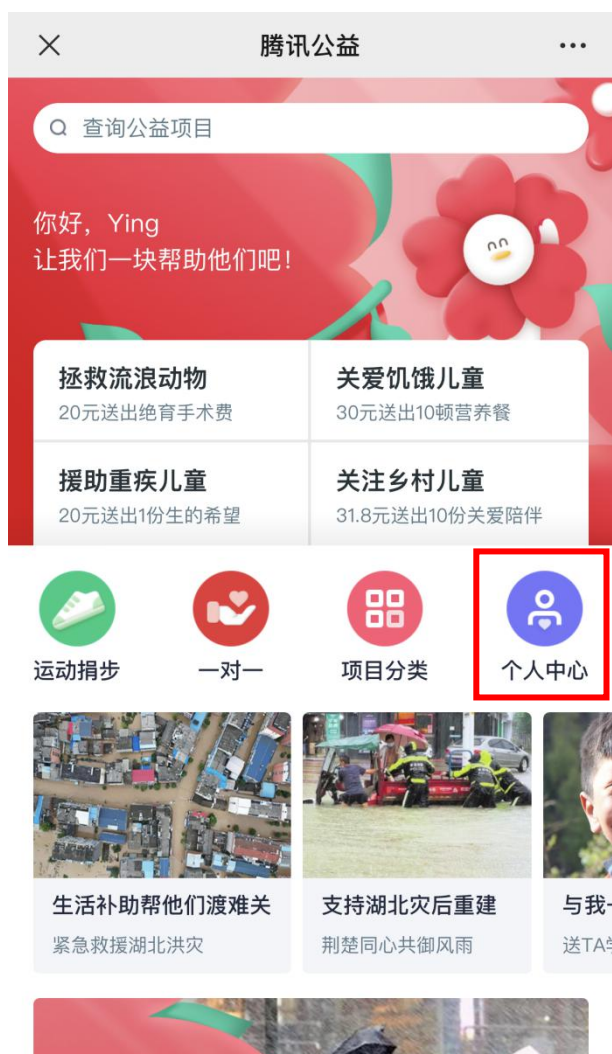 腾讯公益
查询公益项目
你好，Ying
让我们一块帮助他们吧！
拯救流浪动物
20元送出绝育手术费
关爱饥饿儿童
30元送出10顿营养餐
援助重疾儿童
20元送出1份生的希望
关注乡村儿童
31.8元送出10份关爱陪伴
运动捐步
一对一
项目分类
个人中心
生活补助帮他们渡难关
紧急救援湖北洪灾
支持湖北灾后重建
荆楚同心共御风雨
与我
送TA